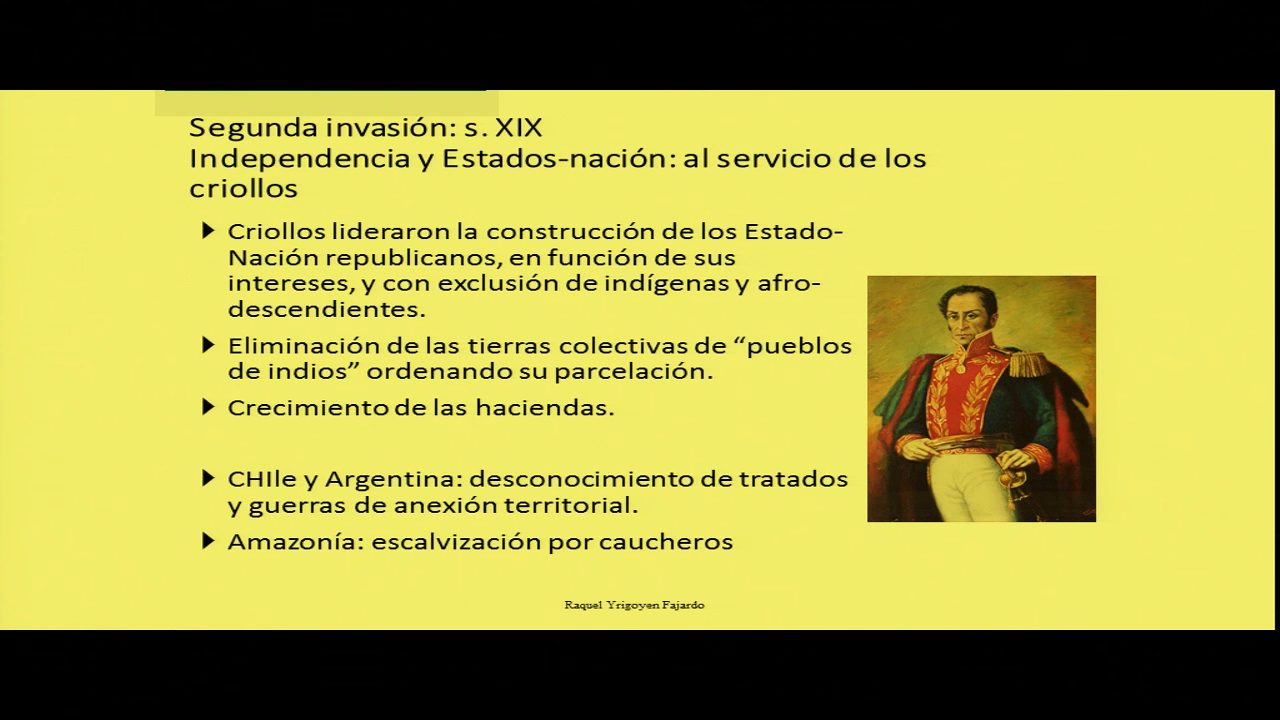 Segunda invasión: s. XIX
Independencia y Estados-nación: al servicio de los
criollos
Criollos lideraron la construcción de los Estado-
Nación republicanos, en función de sus
intereses, y con exclusión de indígenas y afro-
descendientes.
Eliminación de las tierras colectivas de “pueblos
de indios” ordenando su parcelación.
Crecimiento de las haciendas.
CHIle y Argentina: desconocimiento de tratados
y guerras de anexión territorial.
Amazonía: escalvización por caucheros
Raquel Yrigoyen Fajardo